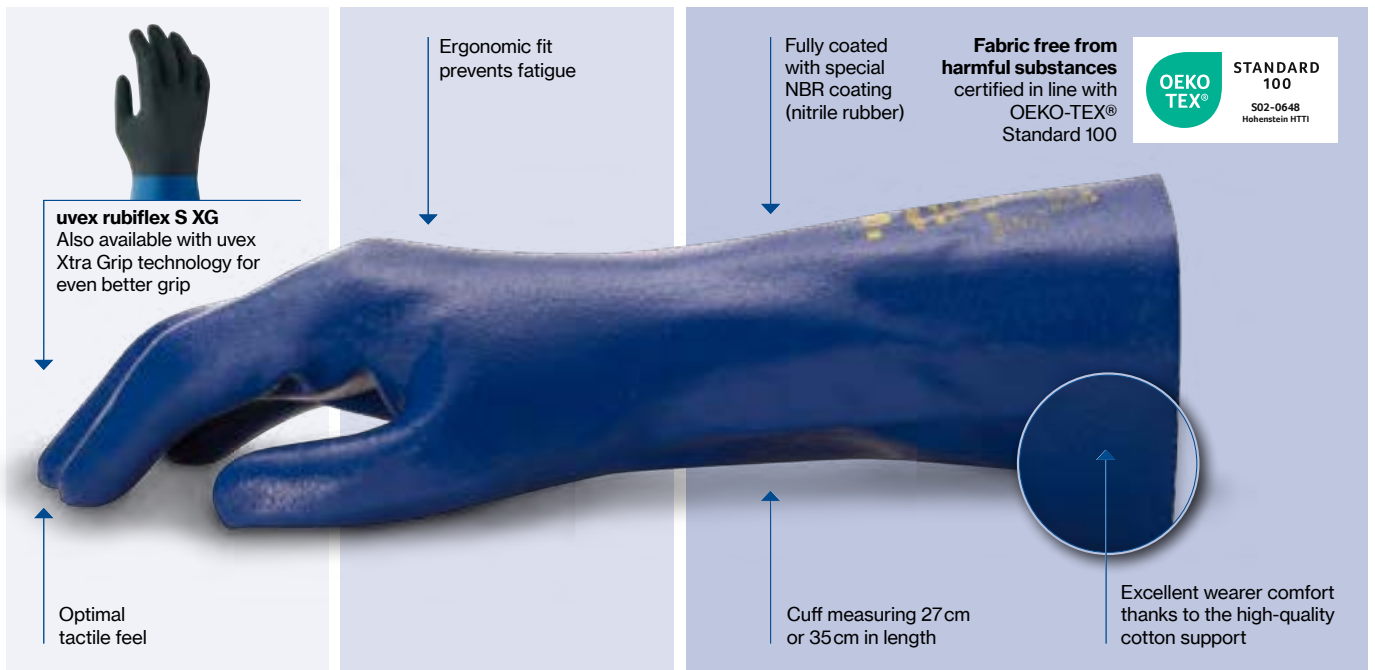 Ergonomic fit
prevents fatigue
Fully coated
with special
NBR coating
(nitrile rubber)
Fabric free from
harmful substances
certified in line with
OEKO-TEX®
Standard 100
OEKO
TEX®
STANDARD
100
S02-0648
Hohenstein HTTI
uvex rubiflex S XG
Also available with uvex
Xtra Grip technology for
even better grip
Optimal
tactile feel
Cuff measuring 27 cm
or 35 cm in length
Excellent wearer comfort
thanks to the high-quality
cotton support